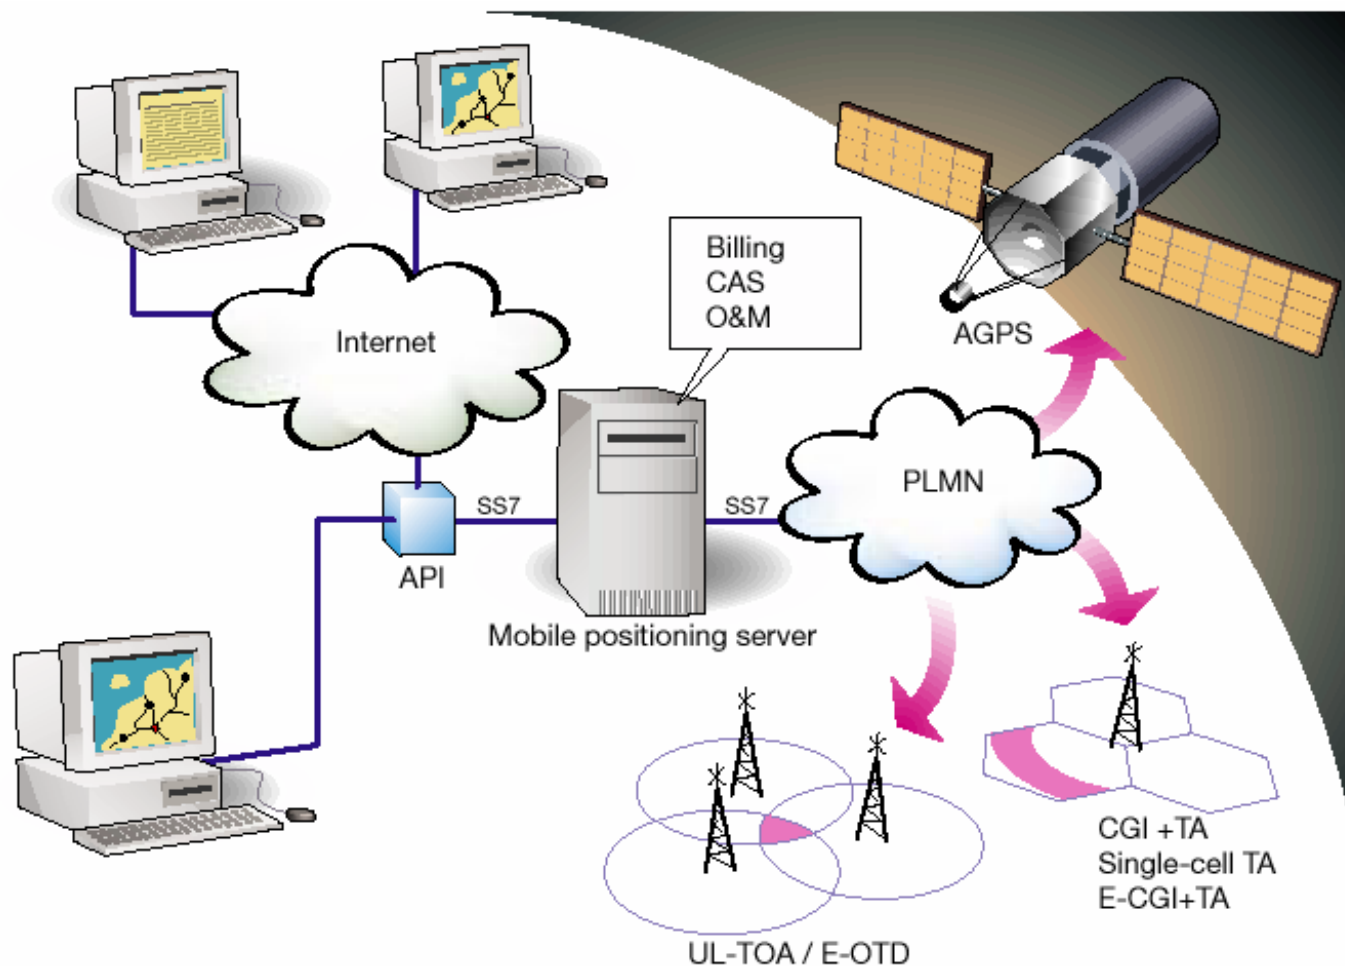 Billing
CAS
O&M
Internet
AGPS
PLMN
SS7
SS7
API
Mobile positioning server
CGI +TA
Single-cell TA
E-CGI+TA
UL-TOA / E-OTD